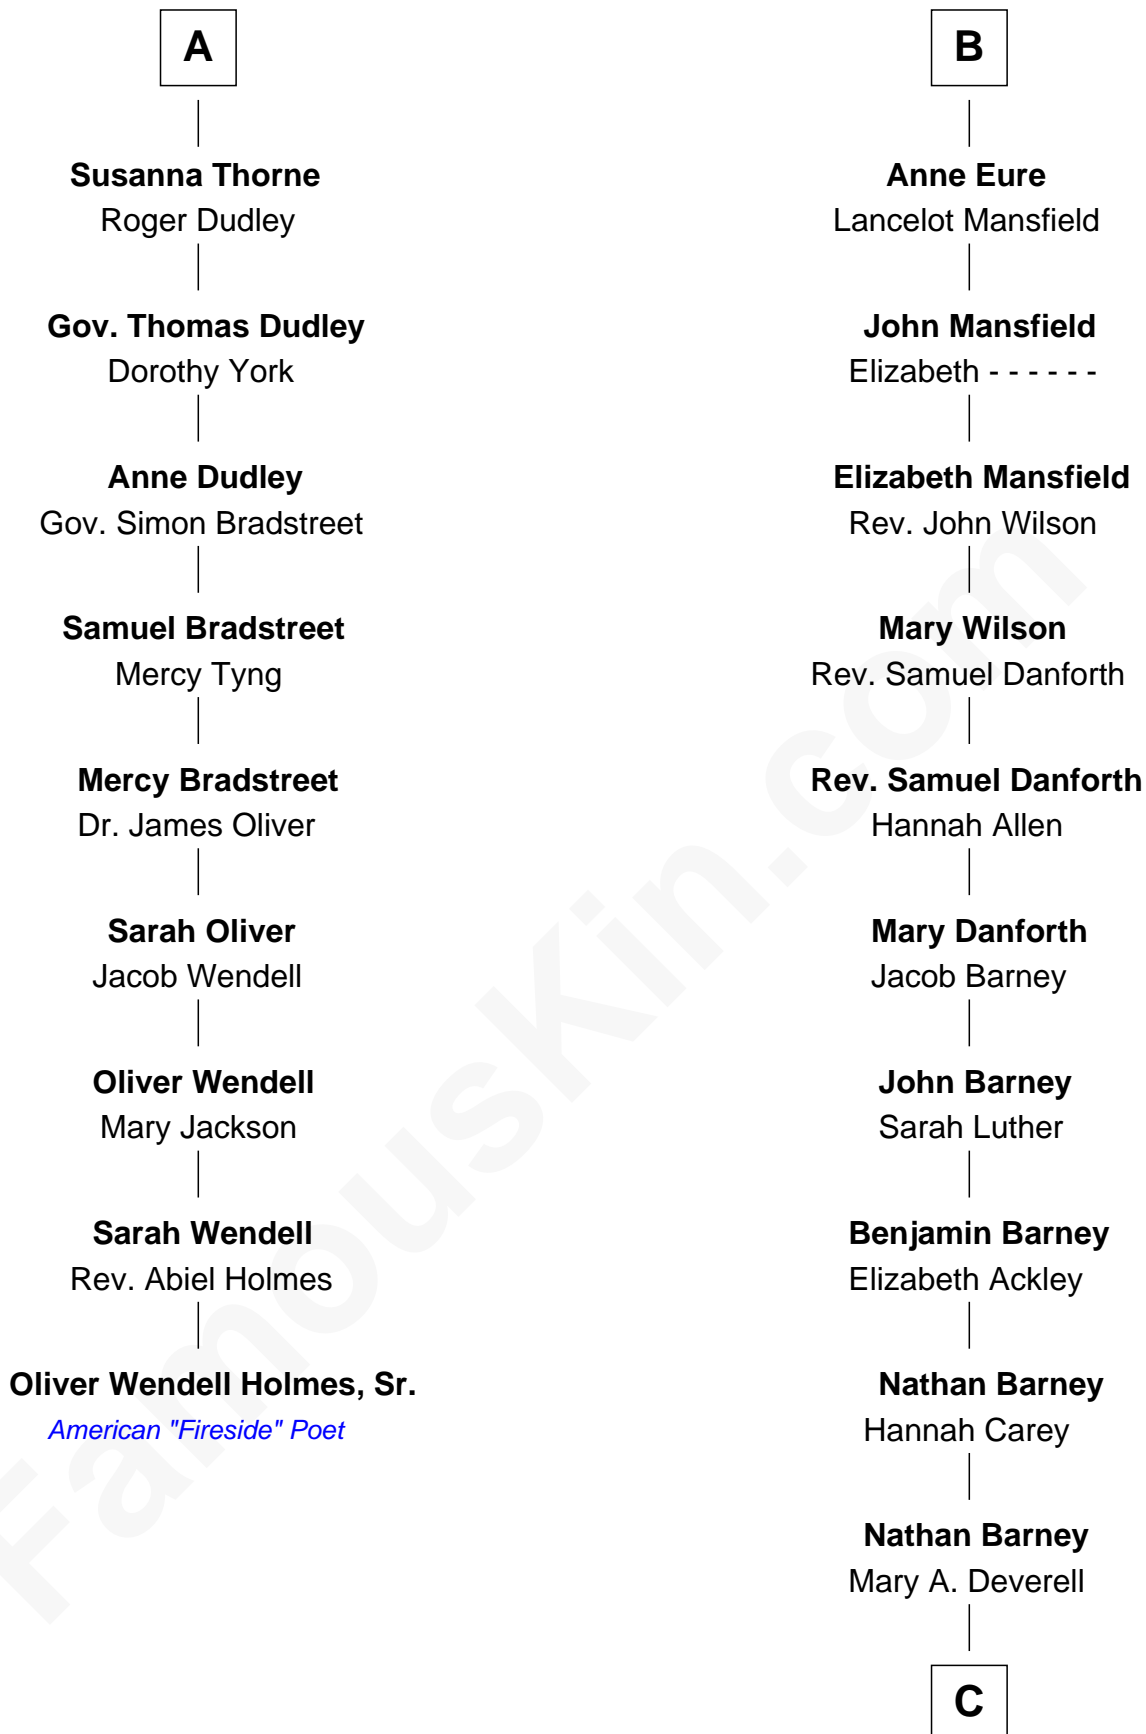 A
Susanna Thorne
Roger Dudley
Gov. Thomas Dudley
Dorothy York
Anne Dudley
Gov. Simon Bradstreet
Samuel Bradstreet
Mercy Tyng
Mercy Bradstreet
Dr. James Oliver
Sarah Oliver
Jacob Wendell
Oliver Wendell
Mary Jackson
Sarah Wendell
Rev. Abiel Holmes
Oliver Wendell Holmes, Sr.
American "Fireside" Poet
B
Anne Eure
Lancelot Mansfield
John Mansfield
Elizabeth - - - - - -
Elizabeth Mansfield
Rev. John Wilson
Mary Wilson
Rev. Samuel Danforth
Rev. Samuel Danforth
Hannah Allen
Mary Danforth
Jacob Barney
John Barney
Sarah Luther
Benjamin Barney
Elizabeth Ackley
Nathan Barney
Hannah Carey
Nathan Barney
Mary A. Deverell
C
FamousKin.com